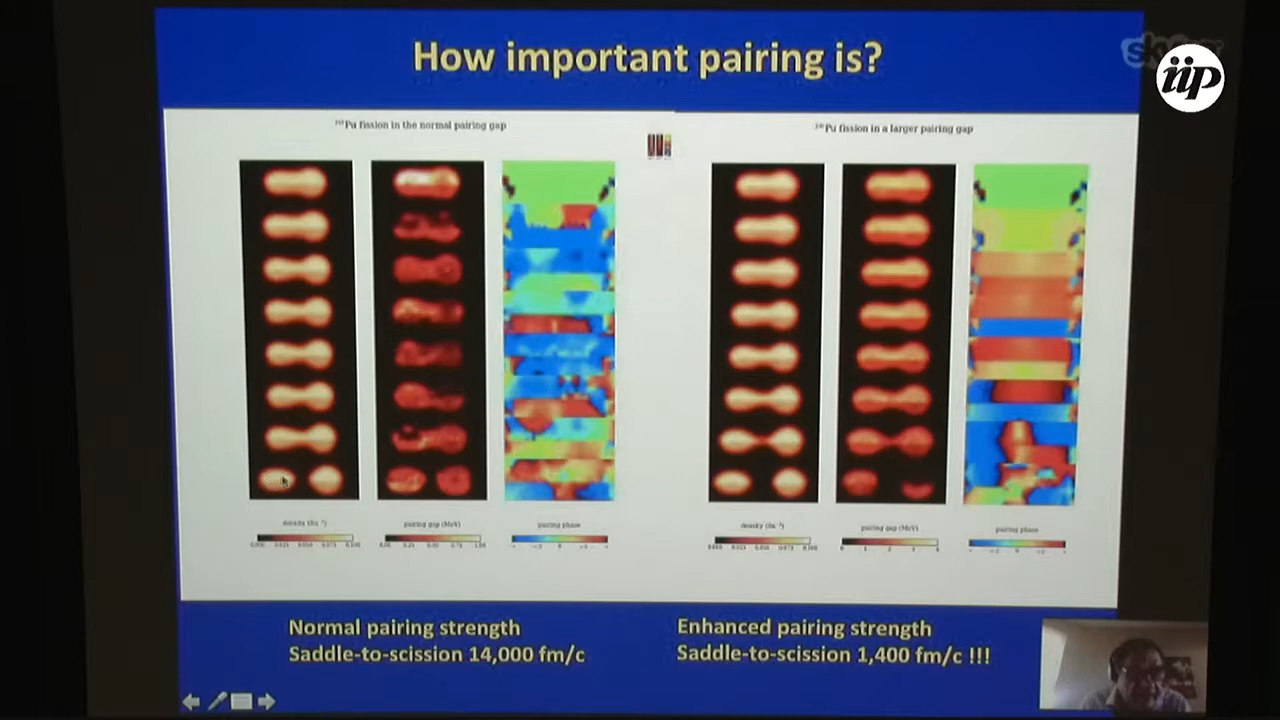 How important pairing is?
iip
Pu fission in the normal pairing gap
Pu fission in a larger pairing gap
pairing gap (MeV)
pairing phase
pairing gap (MeV)
pairing phase
Normal pairing strength
Saddle-to-scission 14,000 fm/c
Enhanced pairing strength
Saddle-to-scission 1,400 fm/c !!!